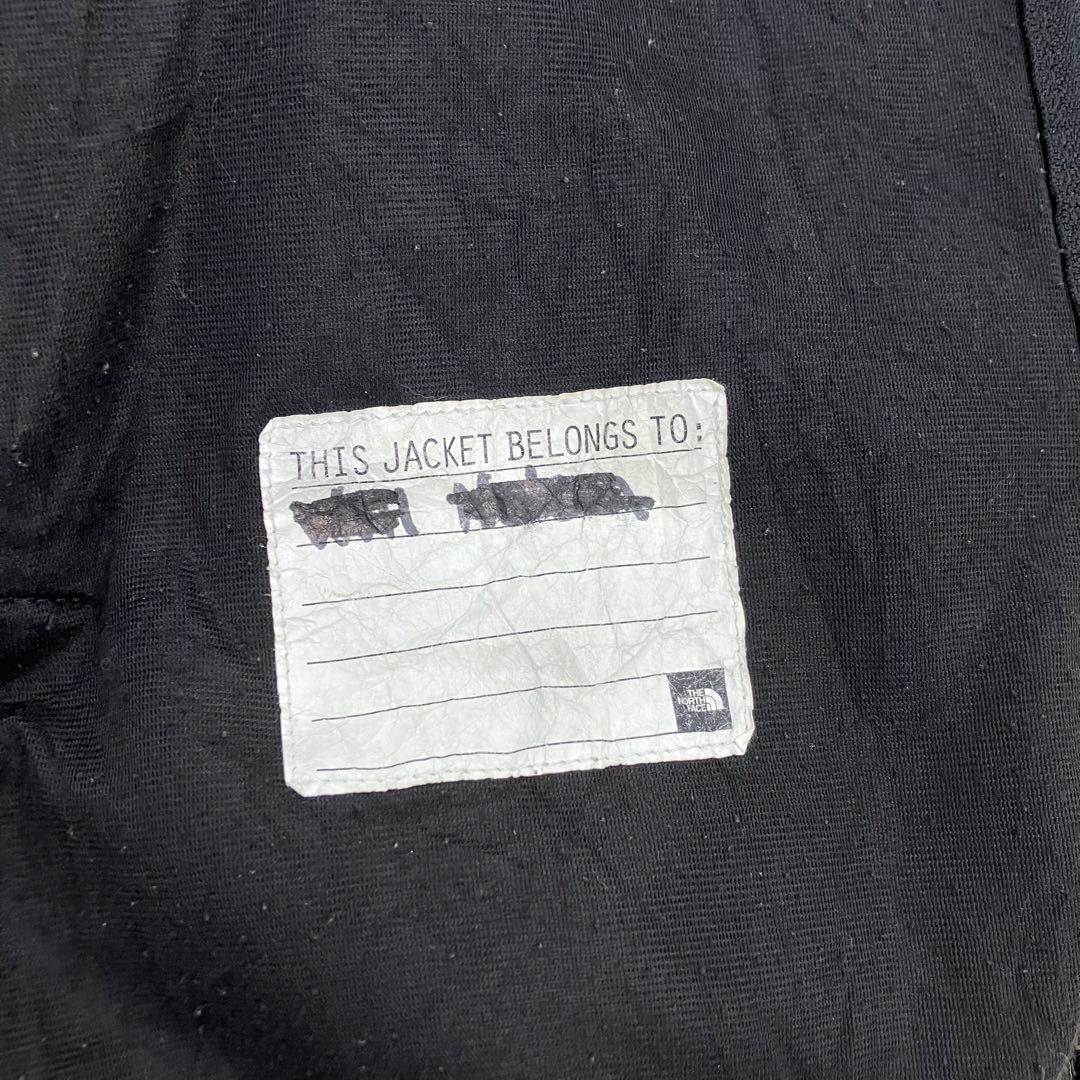 THIS JACKET BELONGS TO:
THE
NORTH
FACE